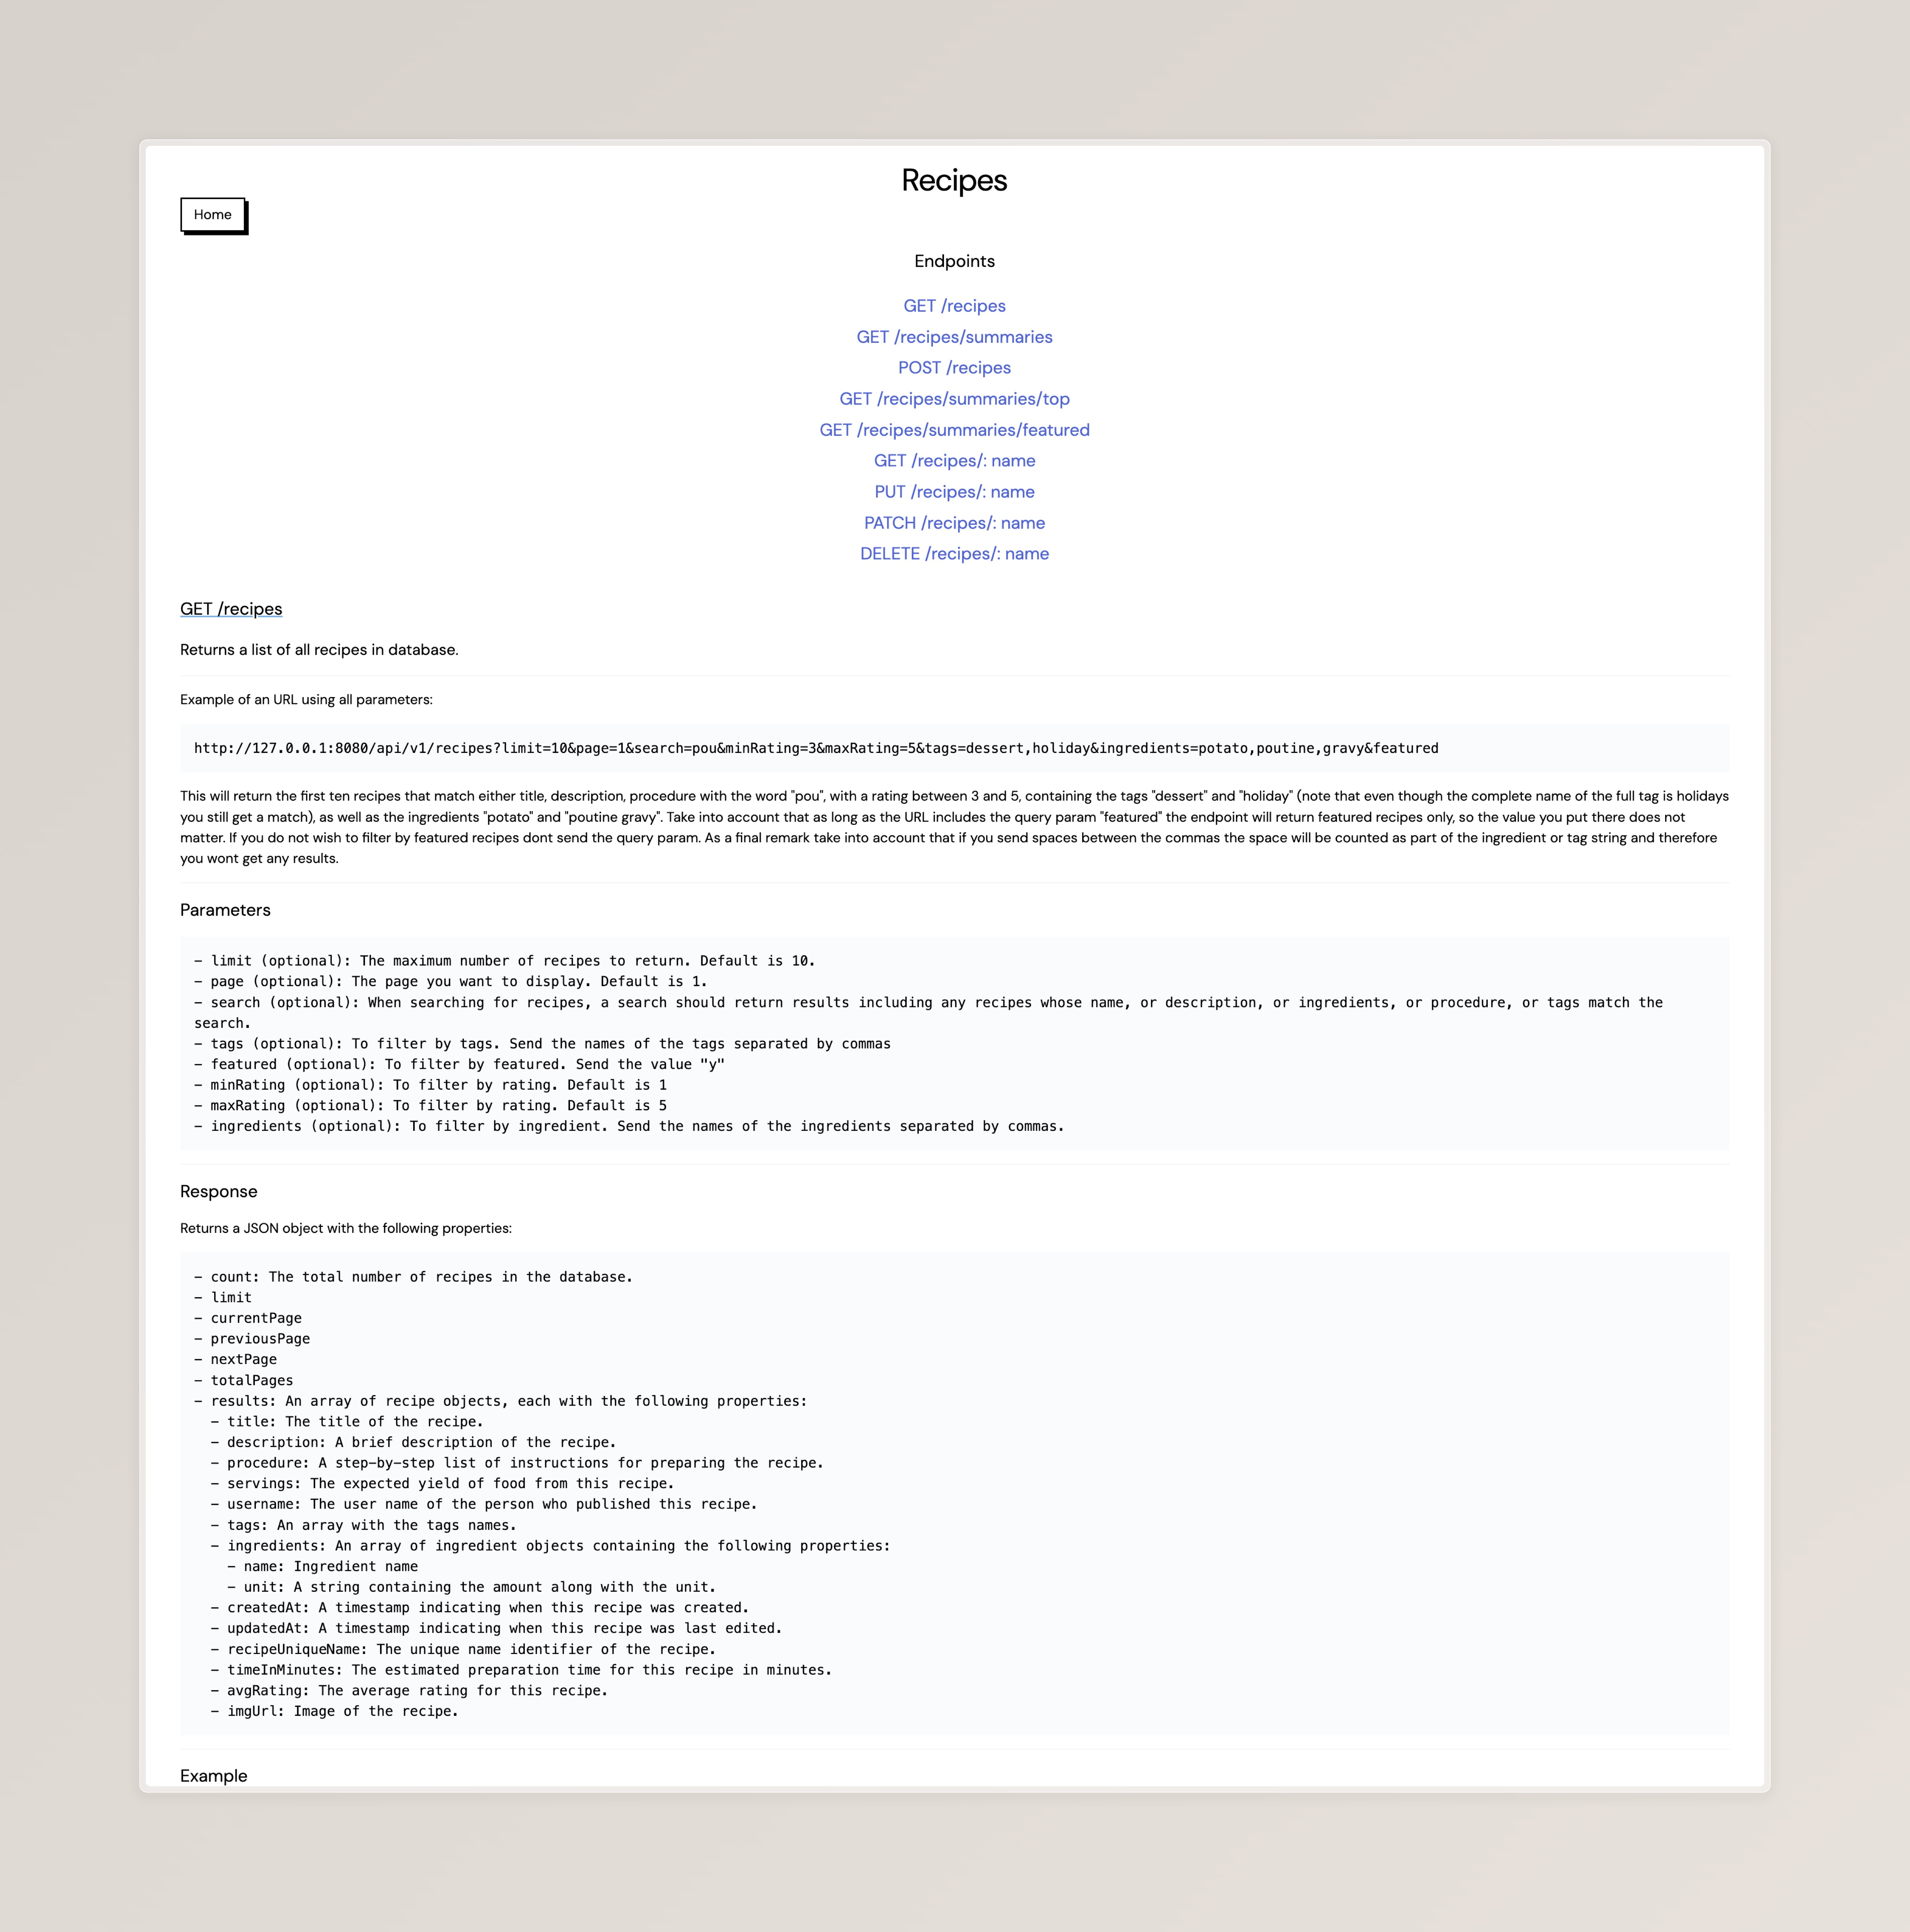 Recipes
Home
Endpoints
GET /recipes
GET /recipes/summaries
POST /recipes
GET /recipes/summaries/top
GET /recipes/summaries/featured
GET /recipes/: name
PUT /recipes/: name
PATCH /recipes/: name
DELETE /recipes/: name
GET /recipes
Returns a list of all recipes in database.
Example of an URL using all parameters:
http://127.0.0.1:8080/api/v1/recipes?limit=10&page=1&search=pou&minRating=3&maxRating=5&tags=dessert,holiday&ingredients=potato,poutine,gravy&featured
This will return the first ten recipes that match either title, description, procedure with the word "pou", with a rating between 3 and 5, containing the tags "dessert" and "holiday" (note that even though the complete name of the full tag is holidays
you still get a match), as well as the ingredients "potato" and "poutine gravy". Take into account that as long as the URL includes the query param "featured" the endpoint will return featured recipes only, so the value you put there does not
matter. If you do not wish to filter by featured recipes dont send the query param. As a final remark take into account that if you send spaces between the commas the space will be counted as part of the ingredient or tag string and therefore
you wont get any results.
Parameters
- limit (optional): The maximum number of recipes to return. Default is 10.
- page (optional): The page you want to display. Default is 1.
- search (optional): When searching for recipes, a search should return results including any recipes whose name, or description, or ingredients, or procedure, or tags match the
search.
- tags (optional): To filter by tags. Send the names of the tags separated by commas
- featured (optional): To filter by featured. Send the value "y"
- minRating (optional): To filter by rating. Default is 1
- maxRating (optional): To filter by rating. Default is 5
- ingredients (optional): To filter by ingredient. Send the names of the ingredients separated by commas.
Response
Returns a JSON object with the following properties:
- count: The total number of recipes in the database.
- limit
- currentPage
- previousPage
- nextPage
- totalPages
- results: An array of recipe objects, each with the following properties:
- title: The title of the recipe.
- description: A brief description of the recipe.
- procedure: A step-by-step list of instructions for preparing the recipe.
- servings: The expected yield of food from this recipe.
- username: The user name of the person who published this recipe.
- tags: An array with the tags names.
- ingredients: An array of ingredient objects containing the following properties:
- name: Ingredient name
- unit: A string containing the amount along with the unit.
- createdAt: A timestamp indicating when this recipe was created.
- updatedAt: A timestamp indicating when this recipe was last edited.
- recipeUniqueName: The unique name identifier of the recipe.
- timeInMinutes: The estimated preparation time for this recipe in minutes.
- avgRating: The average rating for this recipe.
- imgUrl: Image of the recipe.
Example